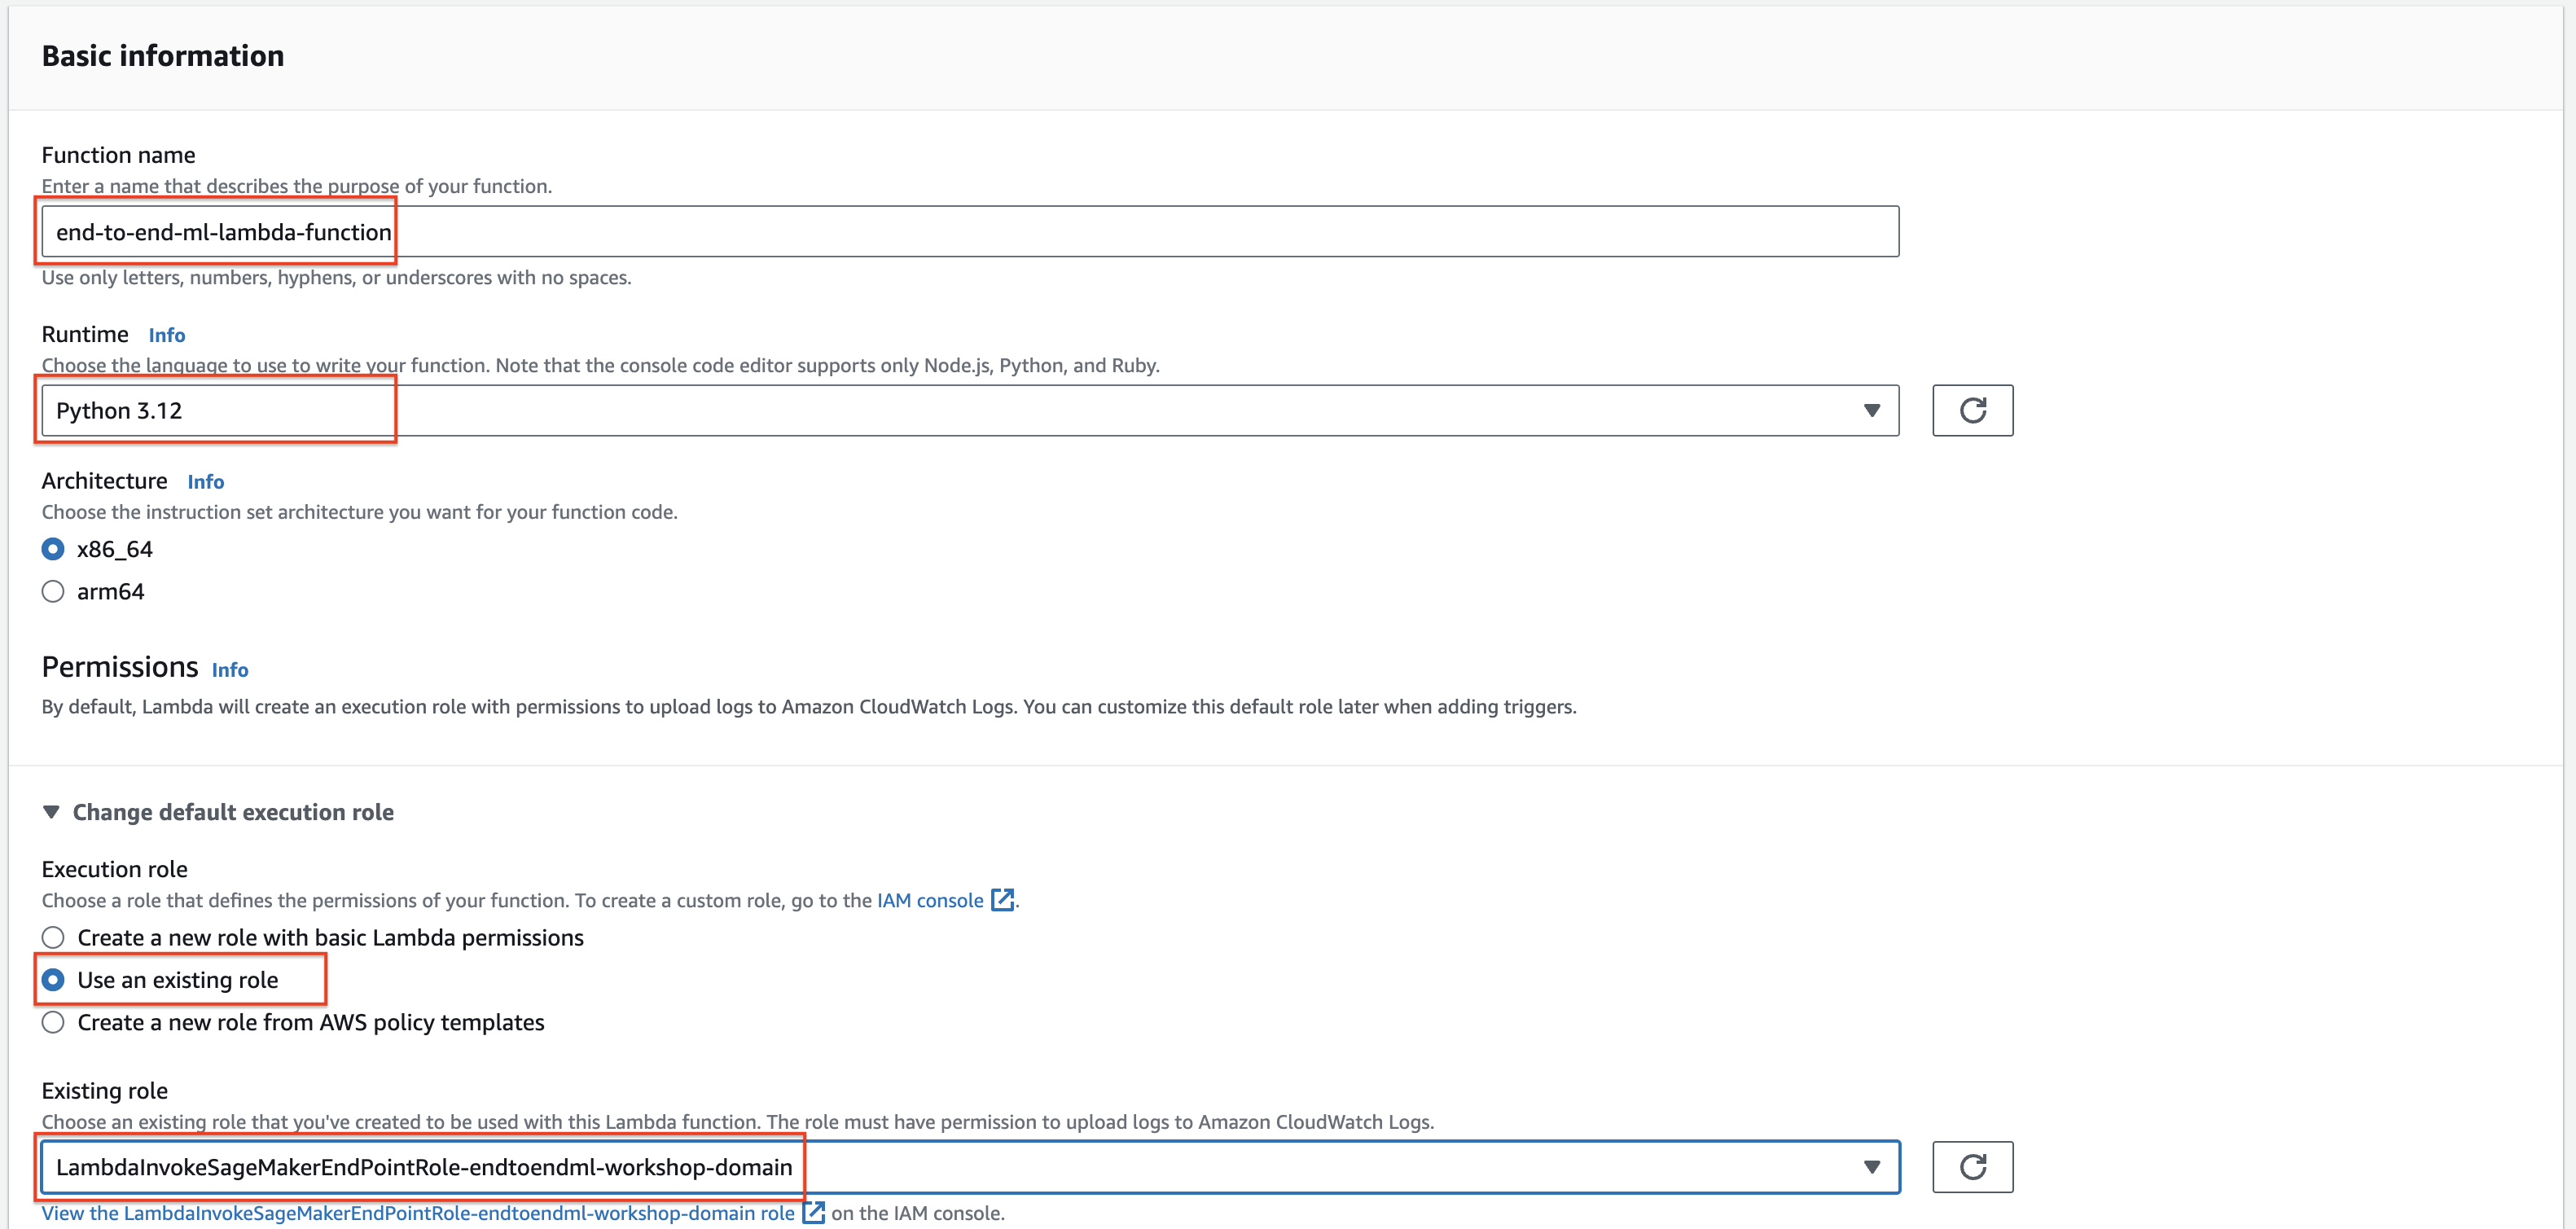 Basic information
Function name
Enter a name that describes the purpose of your function.
end-to-end-ml-lambda-function
Use only letters, numbers, hyphens, or underscores with no spaces.
Runtime Info
Choose the language to use to write your function. Note that the console code editor supports only Node.js, Python, and Ruby.
Python 3.12
Architecture Info
Choose the instruction set architecture you want for your function code.
x86_64
arm64
Permissions Info
By default, Lambda will create an execution role with permissions to upload logs to Amazon CloudWatch Logs. You can customize this default role later when adding triggers.
Change default execution role
Execution role
Choose a role that defines the permissions of your function. To create a custom role, go to the IAM console.
Create a new role with basic Lambda permissions
Use an existing role
Create a new role from AWS policy templates
Existing role
Choose an existing role that you've created to be used with this Lambda function. The role must have permission to upload logs to Amazon CloudWatch Logs.
LambdaInvokeSageMakerEndPointRole-endtoendml-workshop-domain
View the LambdaInvokeSageMakerEndPointRole-endtoendml-workshop-domain role on the IAM console.